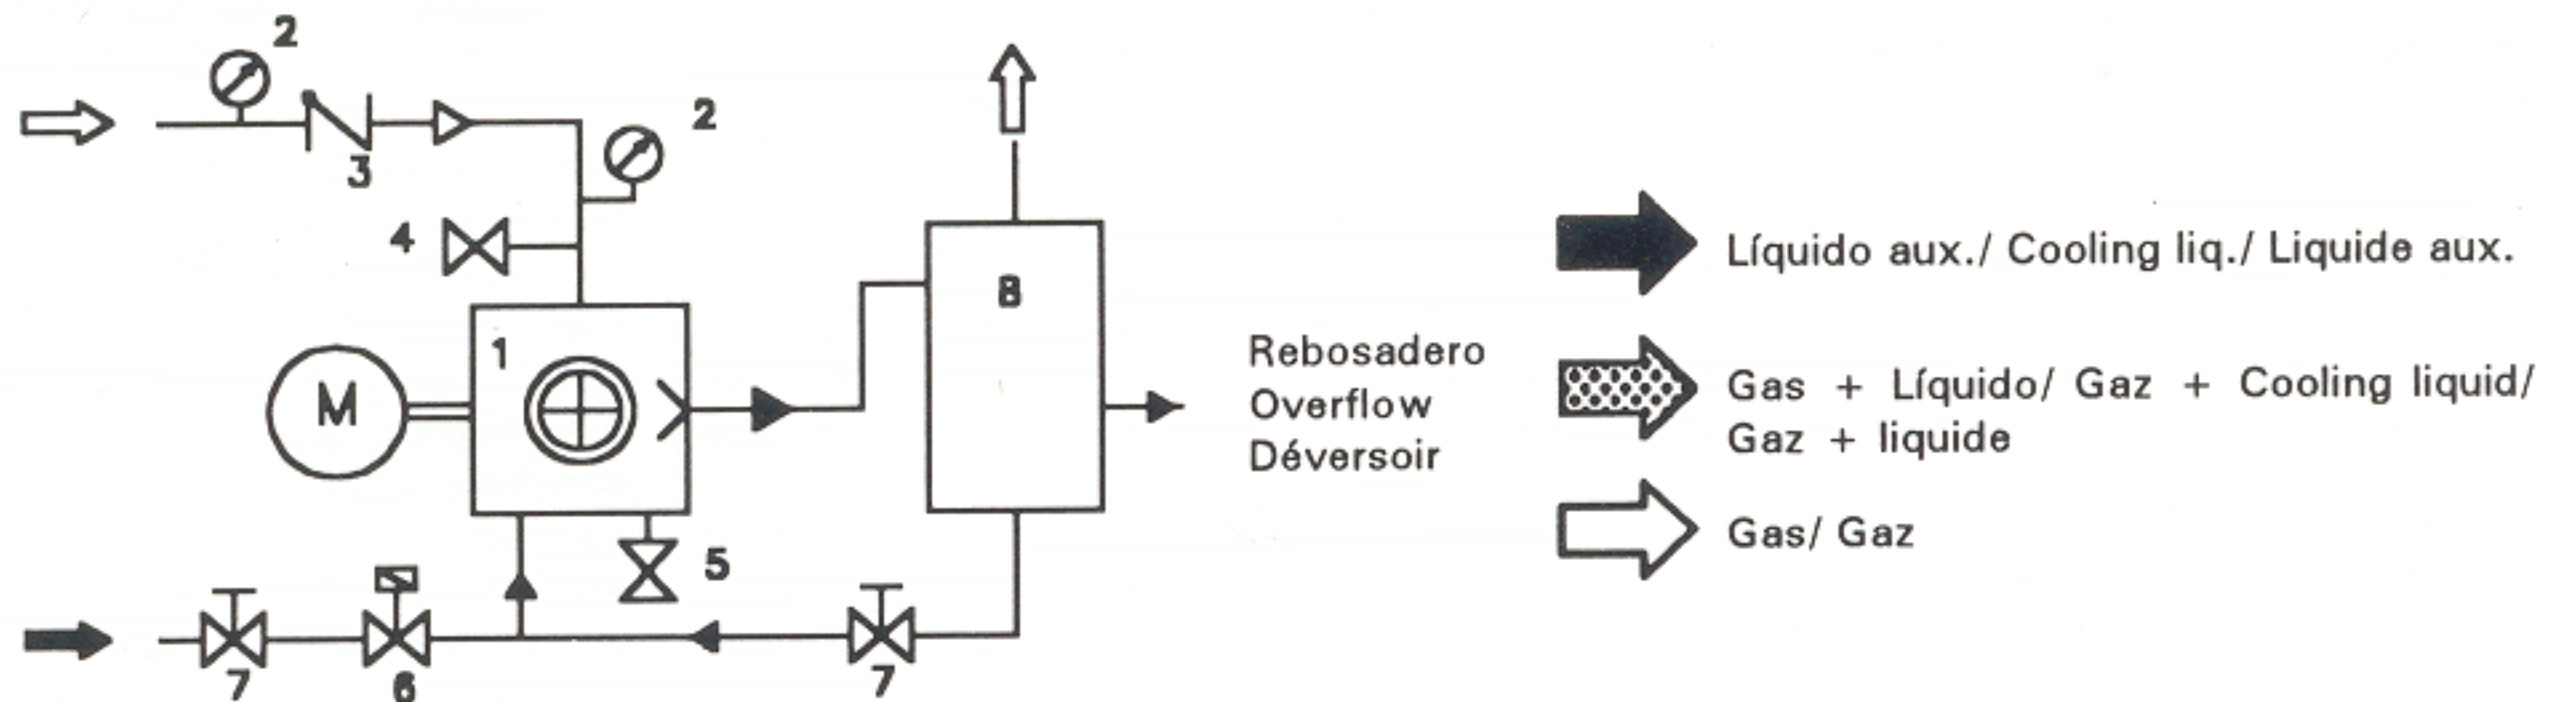 2
2
3
4
1
M
5
7
6
7
8
Rebosadero
Overflow
Déversoir
Líquido aux./ Cooling liq./ Liquide aux.
Gas + Líquido/ Gaz + Cooling liquid/
Gaz + liquide
Gas/ Gaz